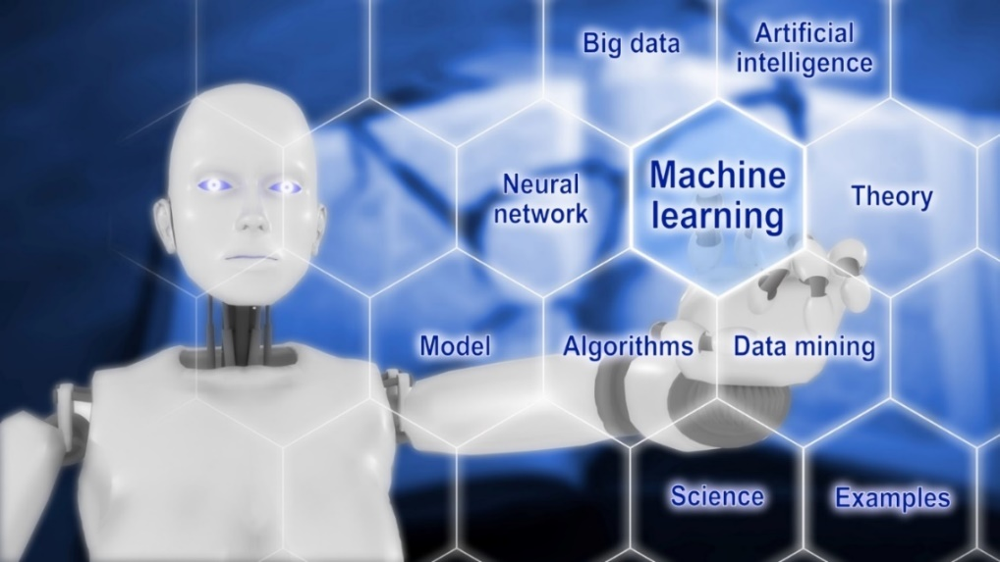 Big data
Artificial
intelligence
Neural
network
Machine
learning
Theory
Model
Algorithms
Data mining
Science
Examples